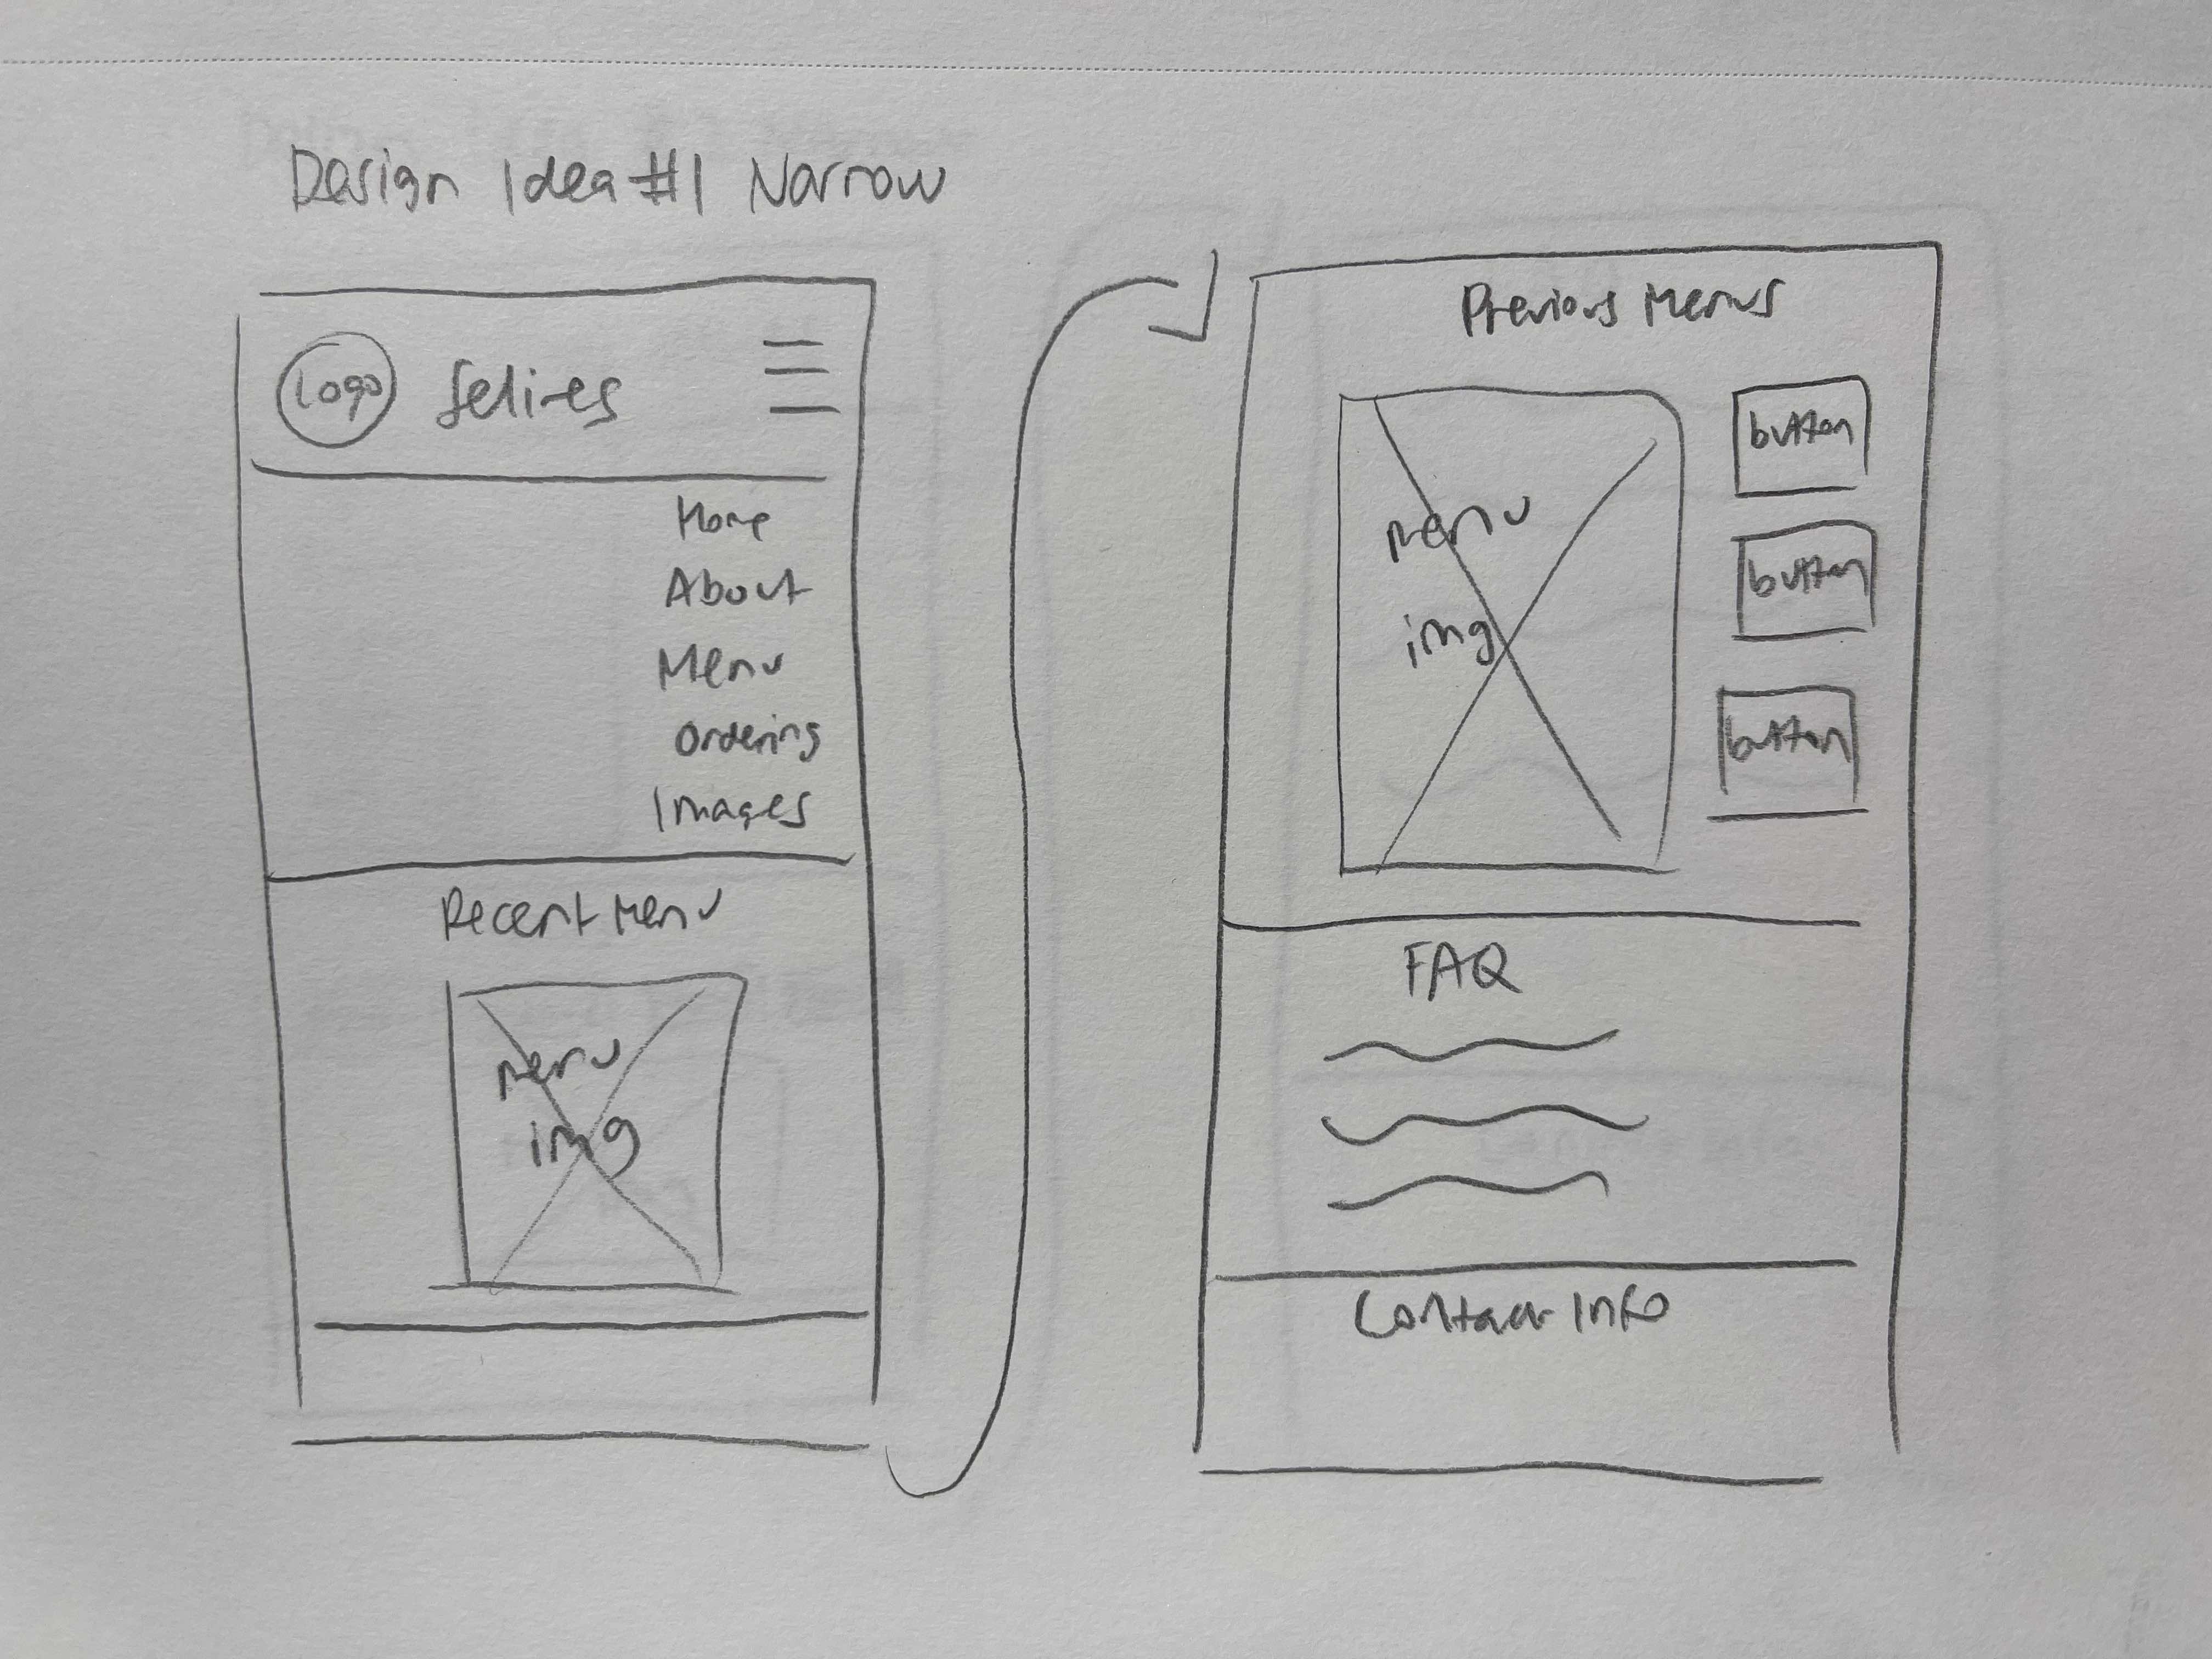 Design Idea #1 Narrow
Logo
Home
About
Menu
Ordering
Images
Recent Menu
Menu
img
Previous Menus
Menu
img
button
button
button
FAQ
Contact Info